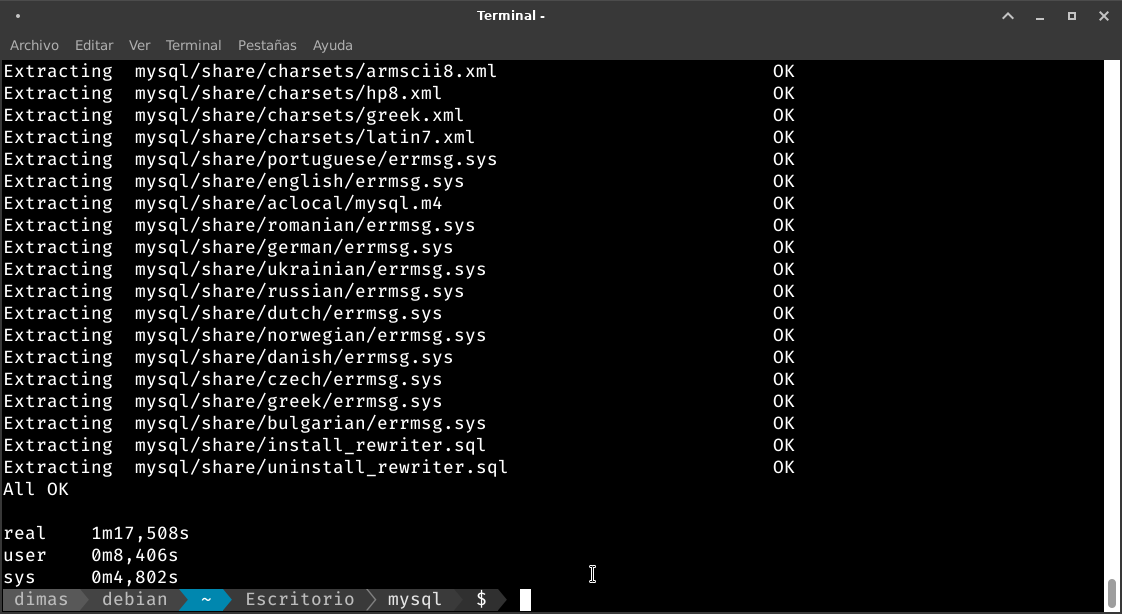 Terminal -
Archivo Editar Ver Terminal Pestañas Ayuda
Extracting  mysql/share/charsets/armscii8.xml                         OK
Extracting  mysql/share/charsets/hp8.xml                              OK
Extracting  mysql/share/charsets/greek.xml                            OK
Extracting  mysql/share/charsets/latin7.xml                           OK
Extracting  mysql/share/portuguese/errmsg.sys                         OK
Extracting  mysql/share/english/errmsg.sys                            OK
Extracting  mysql/share/aclocal/mysql.m4                              OK
Extracting  mysql/share/romanian/errmsg.sys                           OK
Extracting  mysql/share/german/errmsg.sys                             OK
Extracting  mysql/share/ukrainian/errmsg.sys                          OK
Extracting  mysql/share/russian/errmsg.sys                            OK
Extracting  mysql/share/dutch/errmsg.sys                              OK
Extracting  mysql/share/norwegian/errmsg.sys                          OK
Extracting  mysql/share/danish/errmsg.sys                             OK
Extracting  mysql/share/czech/errmsg.sys                              OK
Extracting  mysql/share/greek/errmsg.sys                              OK
Extracting  mysql/share/bulgarian/errmsg.sys                          OK
Extracting  mysql/share/install_rewriter.sql                          OK
Extracting  mysql/share/uninstall_rewriter.sql                        OK
All OK
real    1m17,508s
user    0m8,406s
sys     0m4,802s
dimas debian ~ Escritorio mysql $